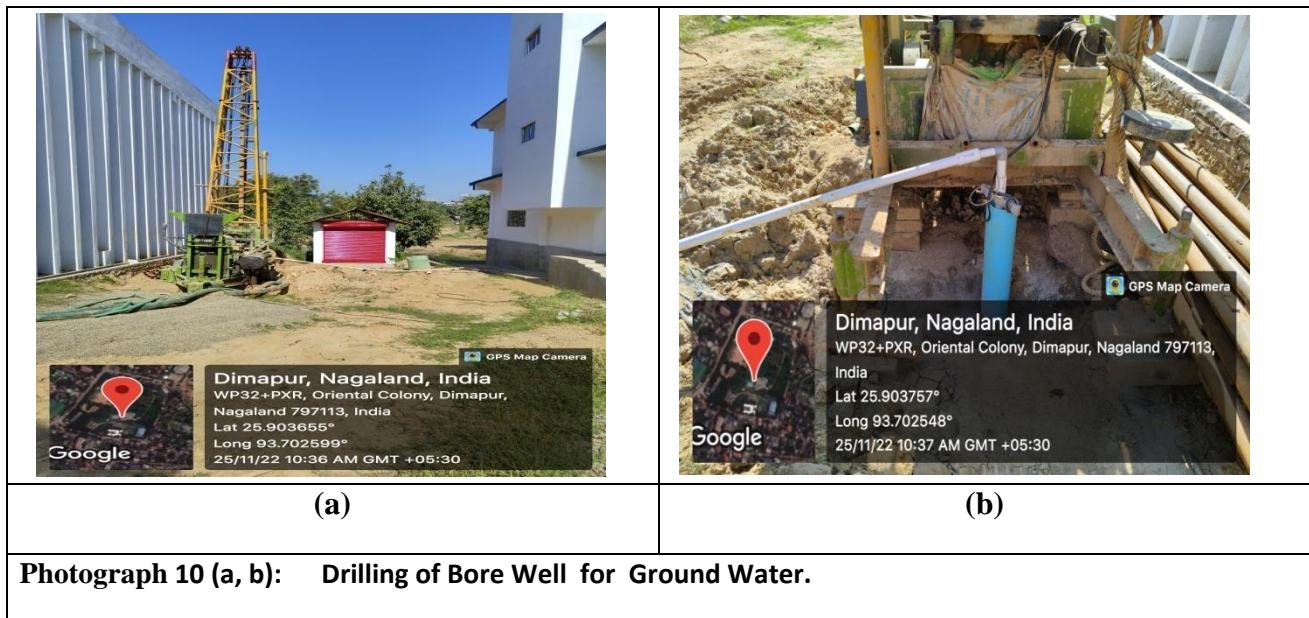 GPS Map Camera
Dimapur, Nagaland, India
WP32+PXR, Oriental Colony, Dimapur,
Nagaland 797113, India
Lat 25.903655°
Long 93.702599°
25/11/22 10:36 AM GMT +05:30
Google
GPS Map Camera
Dimapur, Nagaland, India
WP32+PXR, Oriental Colony, Dimapur, Nagaland 797113,
India
Lat 25.903757°
Long 93.702548°
25/11/22 10:37 AM GMT +05:30
Google
(a)
(b)
Photograph 10 (a, b): Drilling of Bore Well for Ground Water.